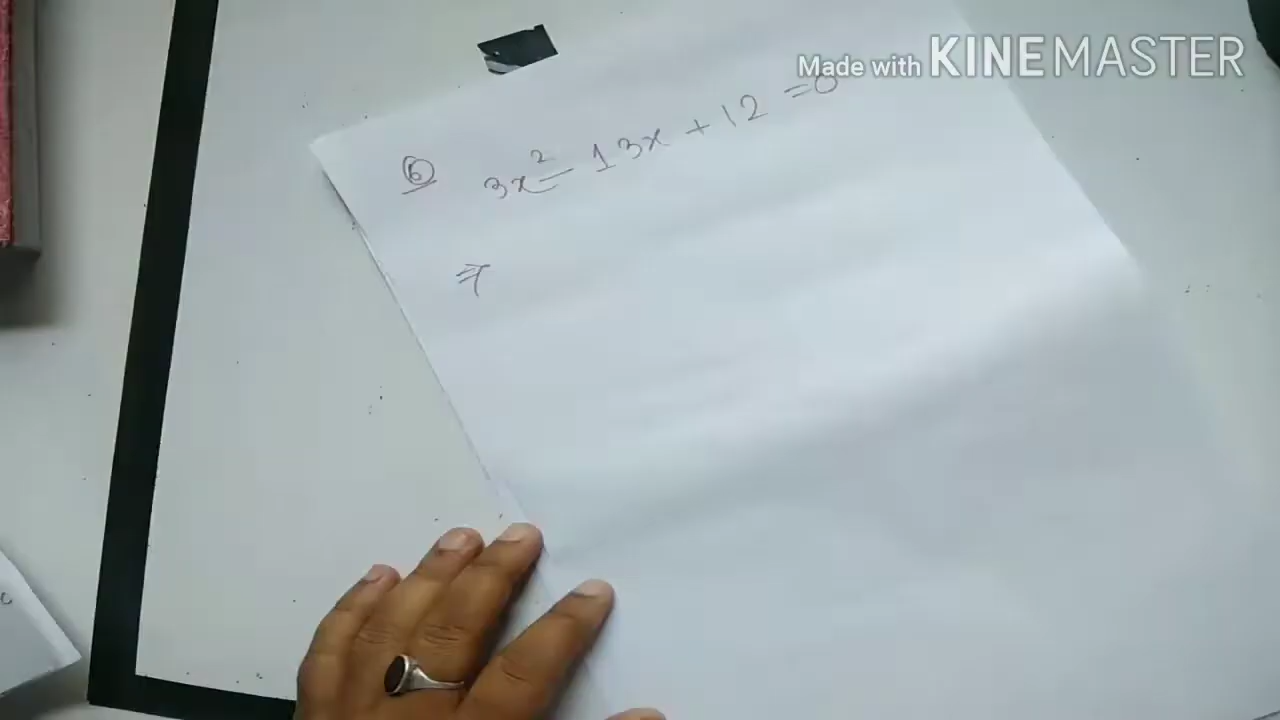 Made with KINEMASTER
⑥ 3x² - 13x + 12 = 0
⇒
c